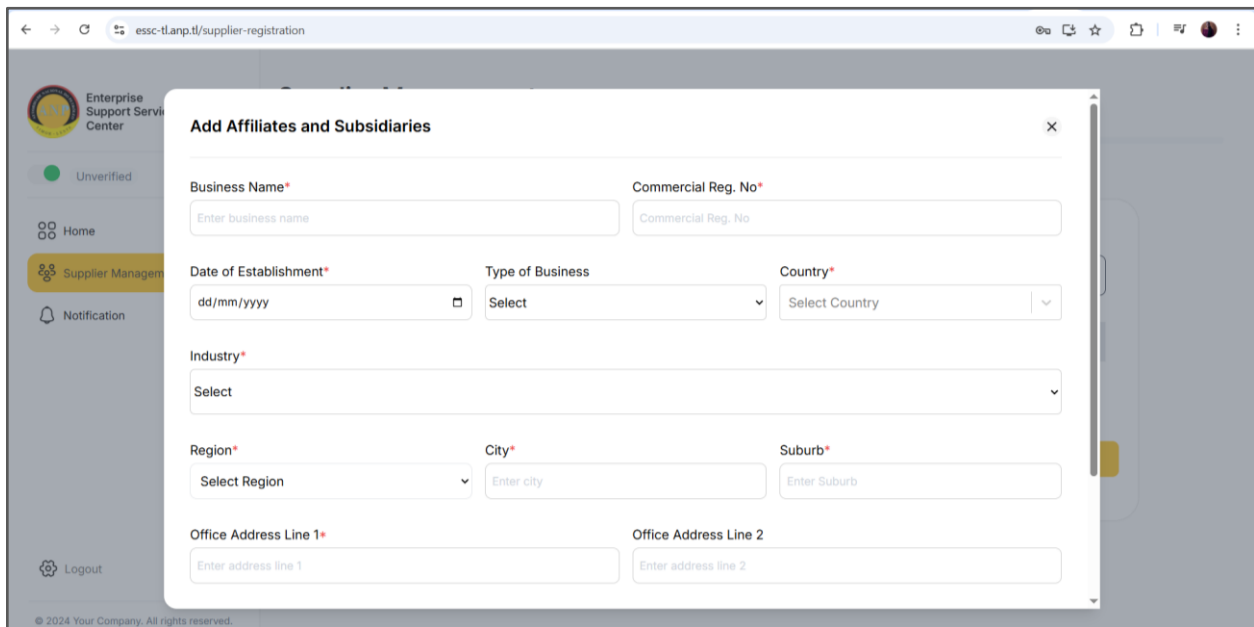 essc-tl.anp.tl/supplier-registration
Enterprise
Support Servi
Center
Unverified
Home
Supplier Managem
Notification
Logout
© 2024 Your Company. All rights reserved.
Add Affiliates and Subsidiaries
Business Name*
Commercial Reg. No*
Enter business name
Commercial Reg. No
Date of Establishment*
Type of Business
Country*
dd/mm/yyyy
Select
Select Country
Industry*
Select
Region*
City*
Suburb*
Select Region
Enter city
Enter Suburb
Office Address Line 1*
Office Address Line 2
Enter address line 1
Enter address line 2